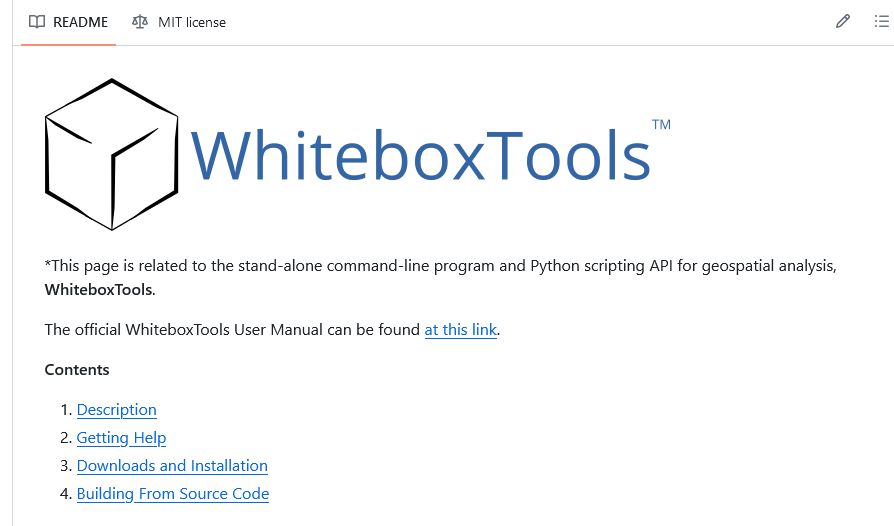 README
MIT license
WhiteboxTools™
*This page is related to the stand-alone command-line program and Python scripting API for geospatial analysis,
WhiteboxTools.
The official WhiteboxTools User Manual can be found at this link.
Contents
1. Description
2. Getting Help
3. Downloads and Installation
4. Building From Source Code